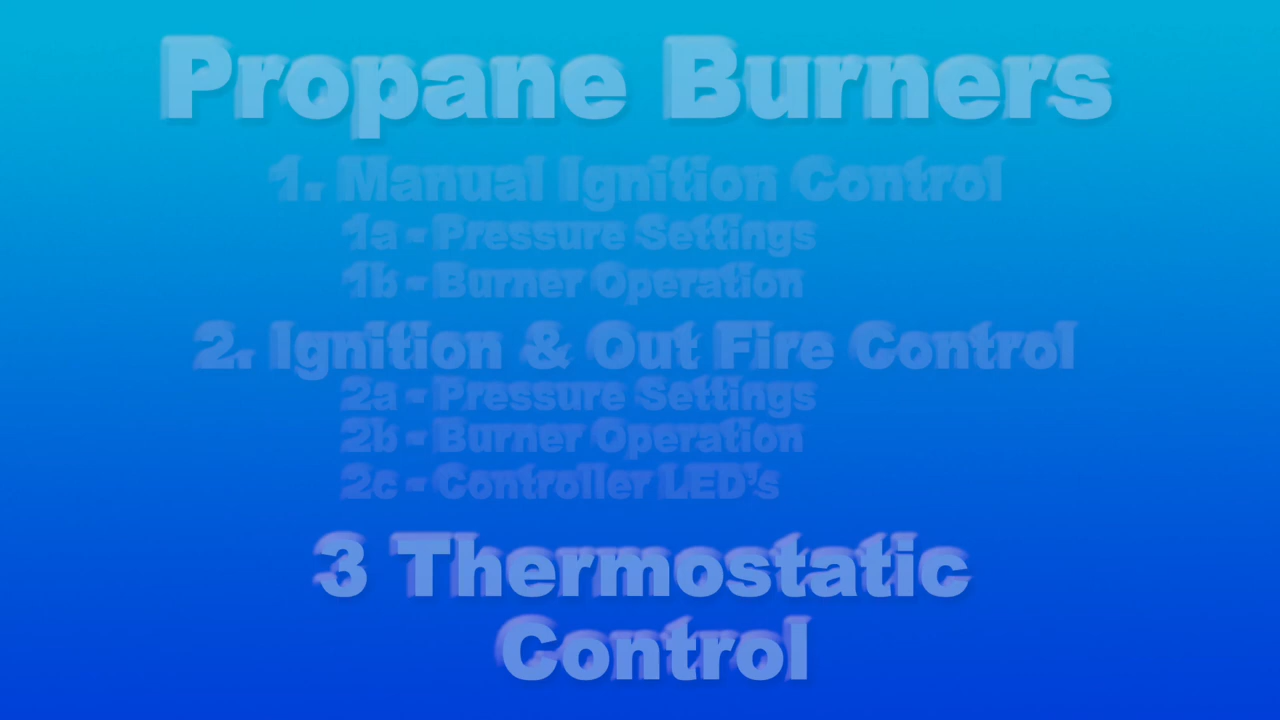 Propane Burners
1. Manual Ignition Control
1a - Pressure Settings
1b - Burner Operation
2. Ignition & Out Fire Control
2a - Pressure Settings
2b - Burner Operation
2c - Controller LED's
3 Thermostatic
Control